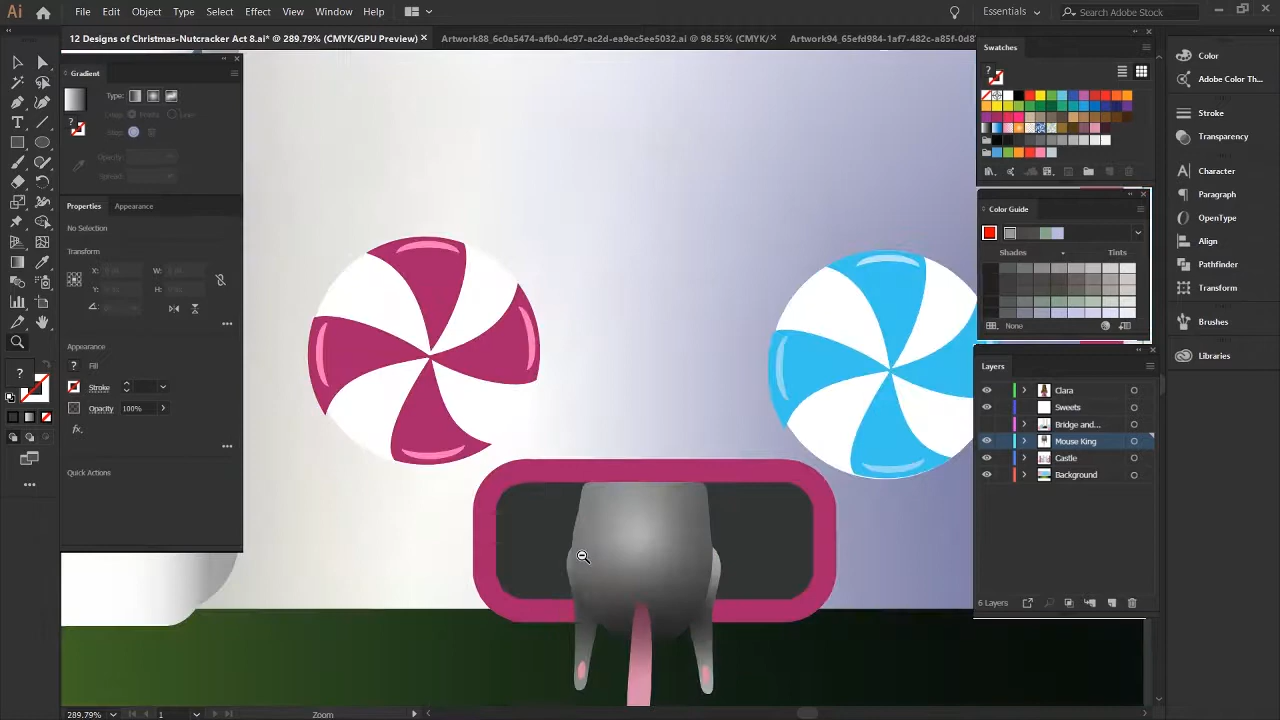 Ai File Edit Object Type Select Effect View Window Help Essentials Search Adobe Stock
12 Designs of Christmas-Nutcracker Act 8.ai* @ 289.79% (CMYK/GPU Preview) Artwork88_6c0a5474-afb0-4c97-ac2d-ea9ec5ee5032.ai @ 98.55% (CMYK/ Artwork94_65efd984-1af7-482c-a85f-0d8
Gradient
Type:
Opacity:
Spread:
Properties Appearance
No Selection
Transform
X: W:
Y: H:
Appearance
? Fill
Stroke
Opacity 100%
fx.
Quick Actions
Swatches
Color Guide
Shades Tints
None
Layers
Clara
Sweets
Bridge and...
Mouse King
Castle
Background
6 Layers
Color
Adobe Color Th...
Stroke
Transparency
Character
Paragraph
OpenType
Align
Pathfinder
Transform
Brushes
Libraries
289.79% 1 Zoom